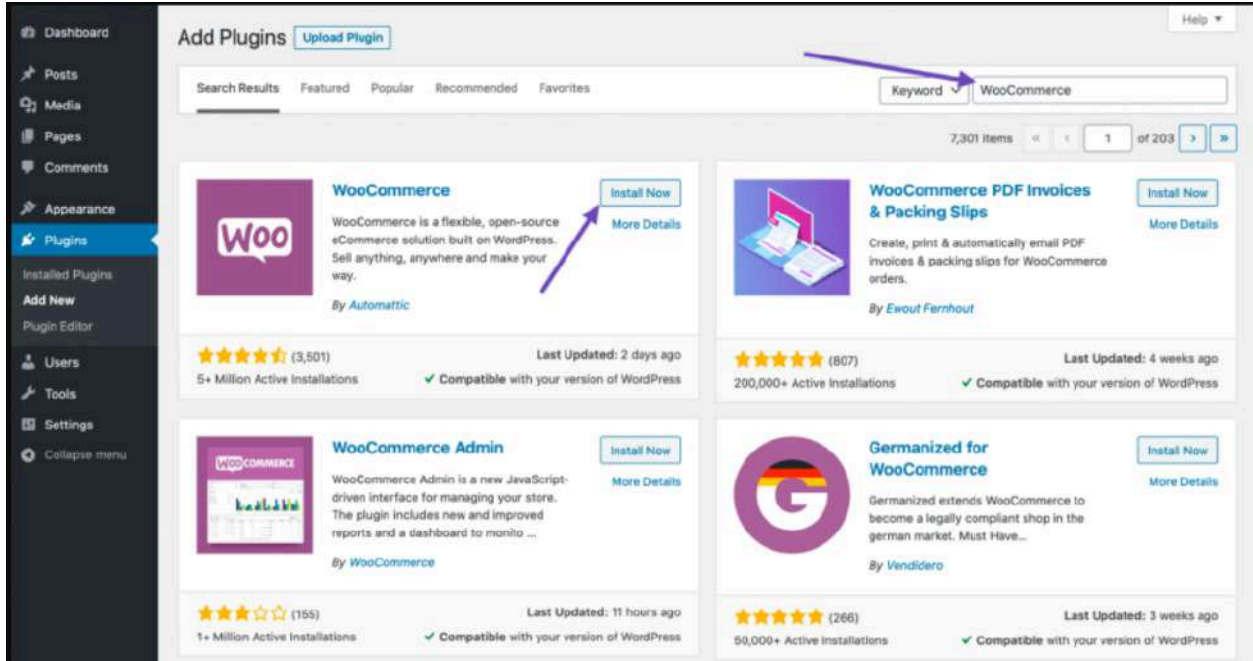 Dashboard
Posts
Media
Pages
Comments
Appearance
Plugins
Installed Plugins
Add New
Plugin Editor
Users
Tools
Settings
Collapse menu
Help
Add Plugins Upload Plugin
Search Results Featured Popular Recommended Favorites Keyword WooCommerce
7,301 items « ‹ 1 of 203 › »
Woo
WooCommerce
Install Now
More Details
WooCommerce is a flexible, open-source
eCommerce solution built on WordPress.
Sell anything, anywhere and make your
way.
By Automattic
(3,501)
Last Updated: 2 days ago
5+ Million Active Installations
✓ Compatible with your version of WordPress
WooCommerce PDF Invoices
& Packing Slips
Install Now
More Details
Create, print & automatically email PDF
invoices & packing slips for WooCommerce
orders.
By Ewout Fernhout
(807)
Last Updated: 4 weeks ago
200,000+ Active Installations
✓ Compatible with your version of WordPress
WOO COMMERCE
WooCommerce Admin
Install Now
More Details
WooCommerce Admin is a new JavaScript-
driven interface for managing your store.
The plugin includes new and improved
reports and a dashboard to monito ...
By WooCommerce
(155)
Last Updated: 11 hours ago
1+ Million Active Installations
✓ Compatible with your version of WordPress
G
Germanized for
WooCommerce
Install Now
More Details
Germanized extends WooCommerce to
become a legally compliant shop in the
german market. Must Have...
By Vendidero
(266)
Last Updated: 3 weeks ago
50,000+ Active Installations
✓ Compatible with your version of WordPress